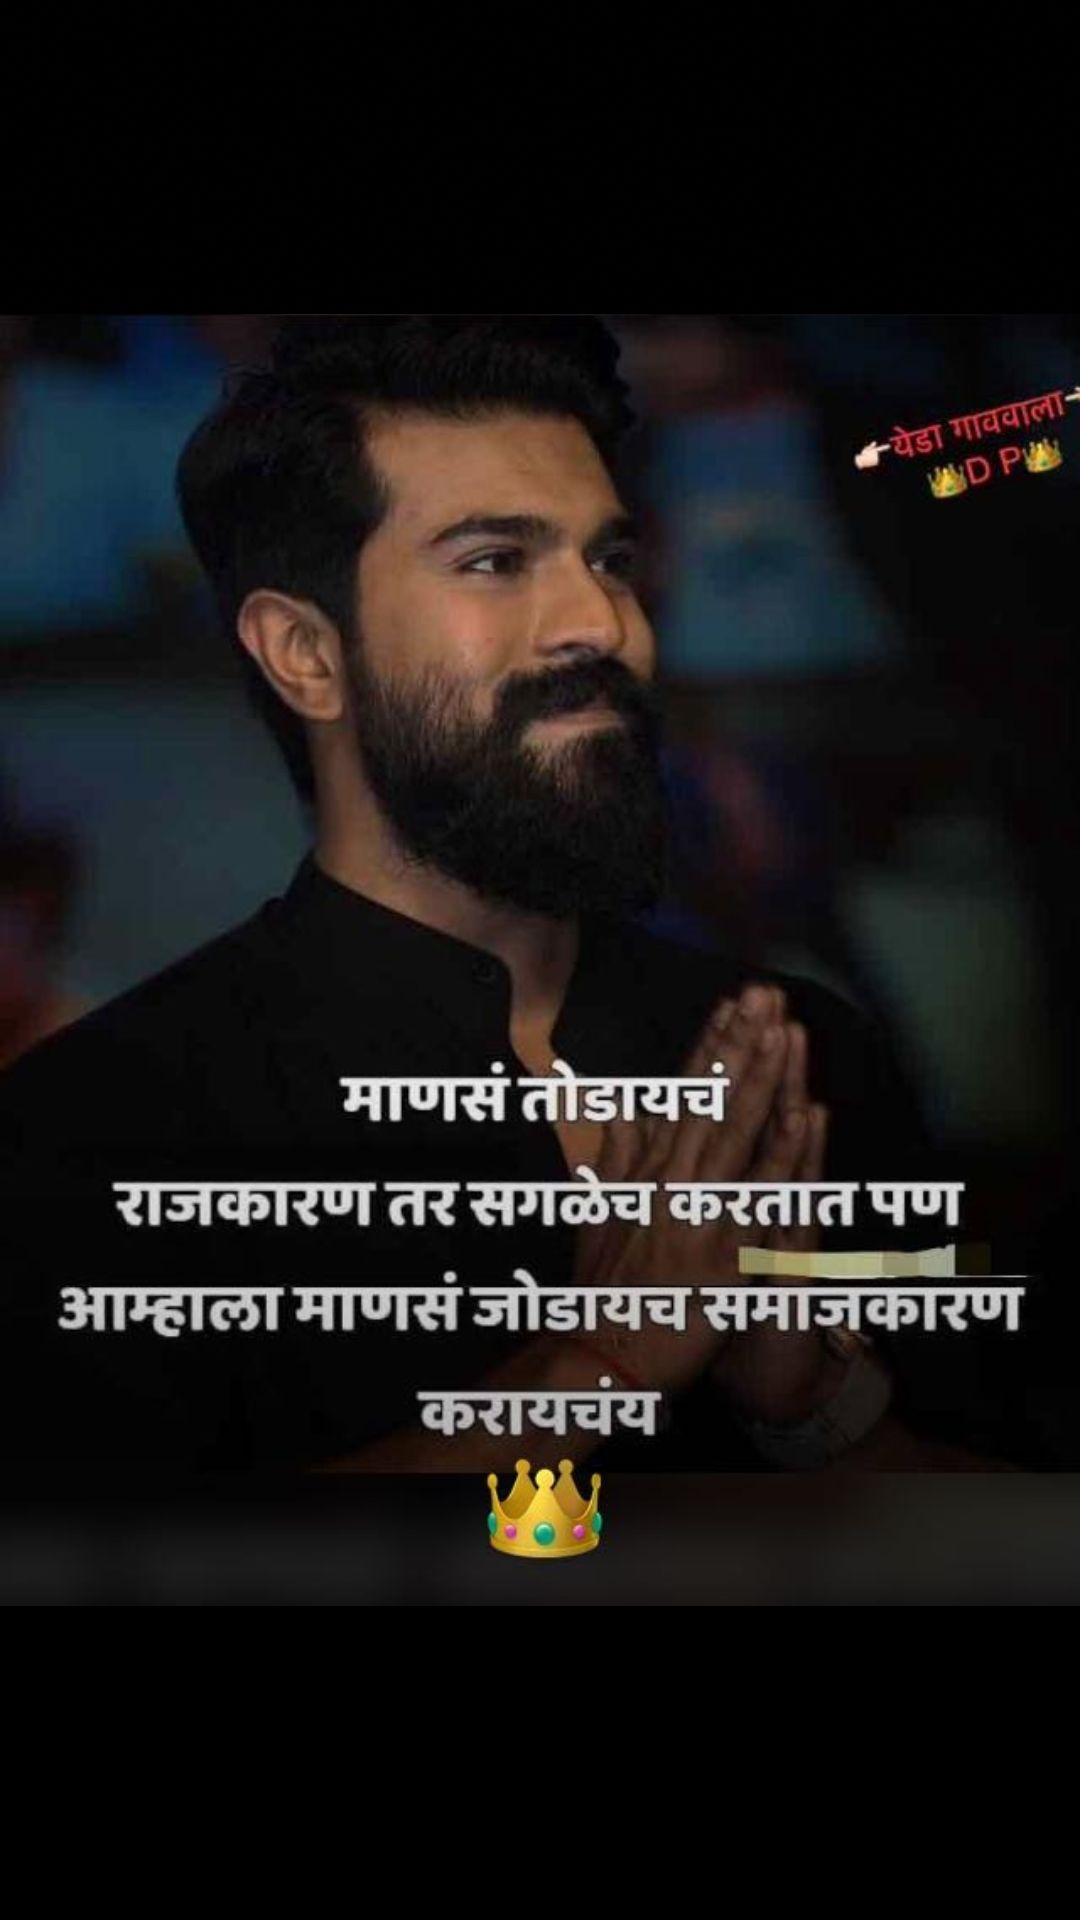 👉🏻येडा गाववाला
👑D P👑
माणसं तोडायचं
राजकारण तर सगळेच करतात पण
आम्हाला माणसं जोडायच समाजकारण
करायचंय
👑